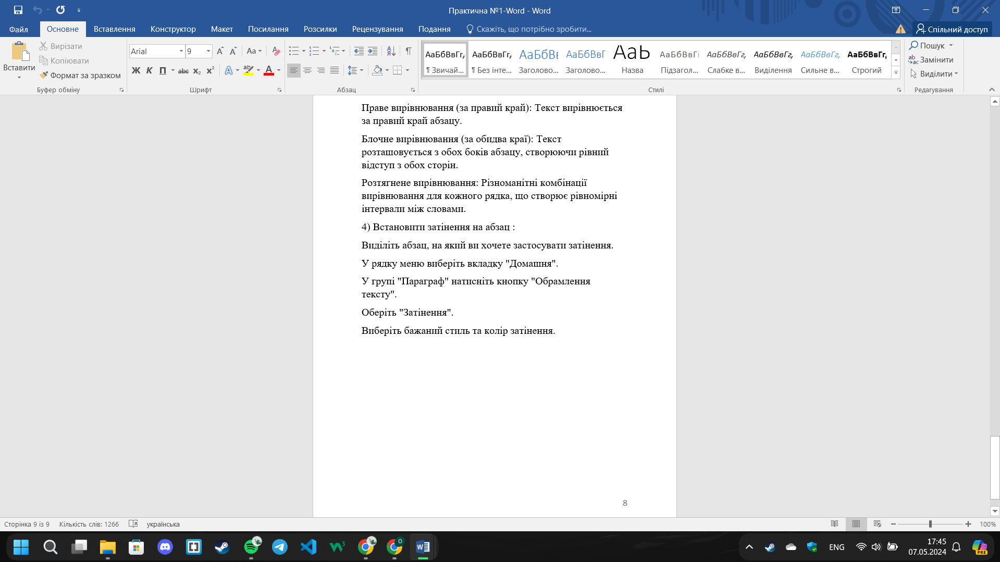 Практична №1-Word - Word
Файл Основне Вставлення Конструктор Макет Посилання Розсилки Рецензування Подання Скажіть, що потрібно зробити... Спільний доступ
Вставити
Вирізати
Копіювати
Формат за зразком
Буфер обміну
Arial 9
Ж К П abc x₂ x²
Шрифт
Абзац
АаБбВвГг, АаБбВвГг, АаБбВв АаБбВвГ АаЬ АаБбВвГг АаБбВвГг, АаБбВвГг, АаБбВвГг, АаБбВвГг,
¶ Звичай... ¶ Без інте... Заголово... Заголово... Назва Підзагол... Слабке в... Виділення Сильне в... Строгий
Стилі
Пошук
Замінити
Виділити
Редагування
Праве вирівнювання (за правий край): Текст вирівнюється
за правий край абзацу.
Блочне вирівнювання (за обидва краї): Текст
розташовується з обох боків абзацу, створюючи рівний
відступ з обох сторін.
Розтягнене вирівнювання: Різноманітні комбінації
вирівнювання для кожного рядка, що створює рівномірні
інтервали між словами.
4) Встановити затінення на абзац :
Виділіть абзац, на який ви хочете застосувати затінення.
У рядку меню виберіть вкладку "Домашня".
У групі "Параграф" натисніть кнопку "Обрамлення
тексту".
Оберіть "Затінення".
Виберіть бажаний стиль та колір затінення.
8
Сторінка 9 із 9 Кількість слів: 1266 українська 100%
ENG 17:45
07.05.2024
PRE